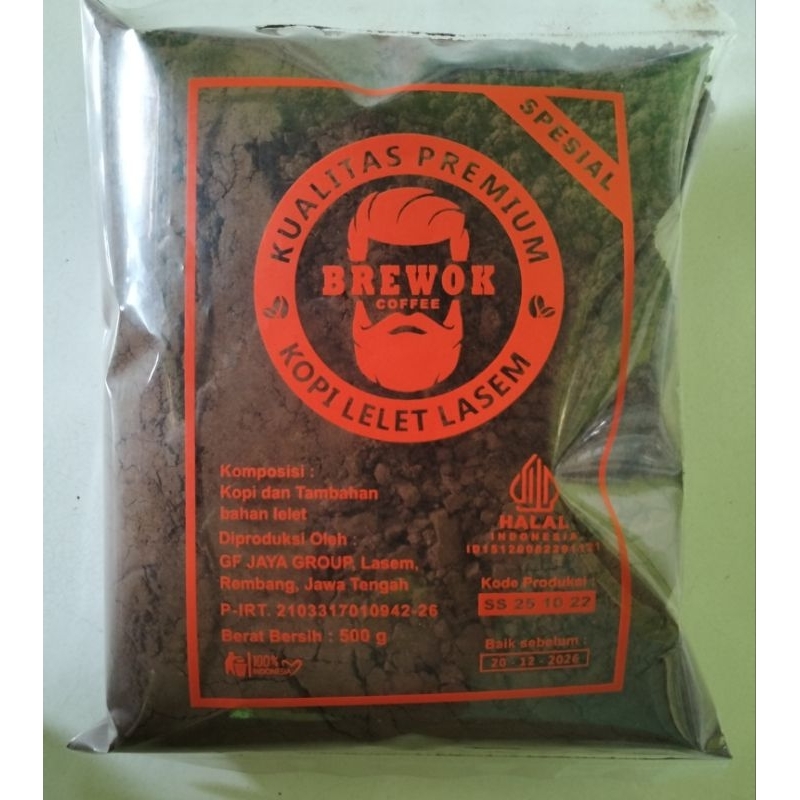 SPESIAL
KUALITAS PREMIUM
BREWOK
COFFEE
KOPI LELET LASEM
Komposisi :
Kopi dan Tambahan
bahan lelet
Diproduksi Oleh :
GF JAYA GROUP, Lasem,
Rembang, Jawa Tengah
P-IRT. 2103317010942-26
Berat Bersih : 500 g
100%
INDONESIA
HALAL
INDONESIA
Kode Produksi :
SS 25 10 22
Baik sebelum :
20 - 12 - 2026